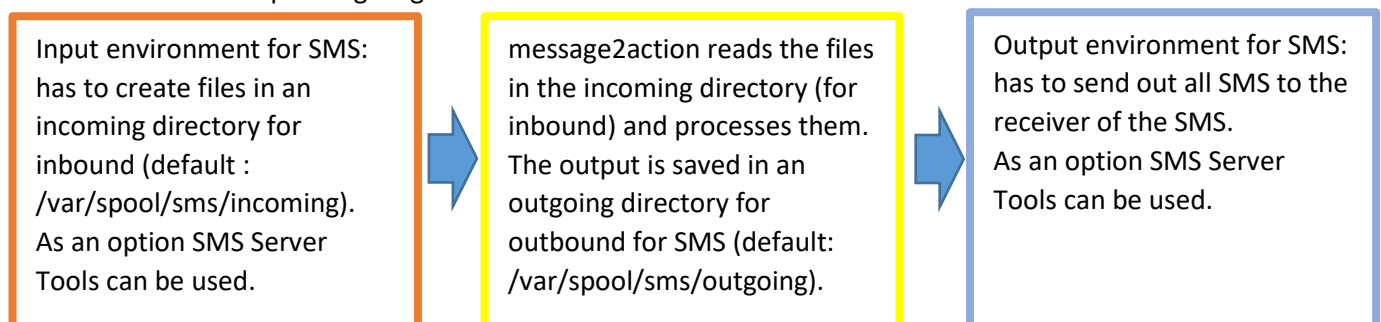 Input environment for SMS:
has to create files in an
incoming directory for
inbound (default :
/var/spool/sms/incoming).
As an option SMS Server
Tools can be used.
message2action reads the files
in the incoming directory (for
inbound) and processes them.
The output is saved in an
outgoing directory for
outbound for SMS (default:
/var/spool/sms/outgoing).
Output environment for SMS:
has to send out all SMS to the
receiver of the SMS.
As an option SMS Server
Tools can be used.